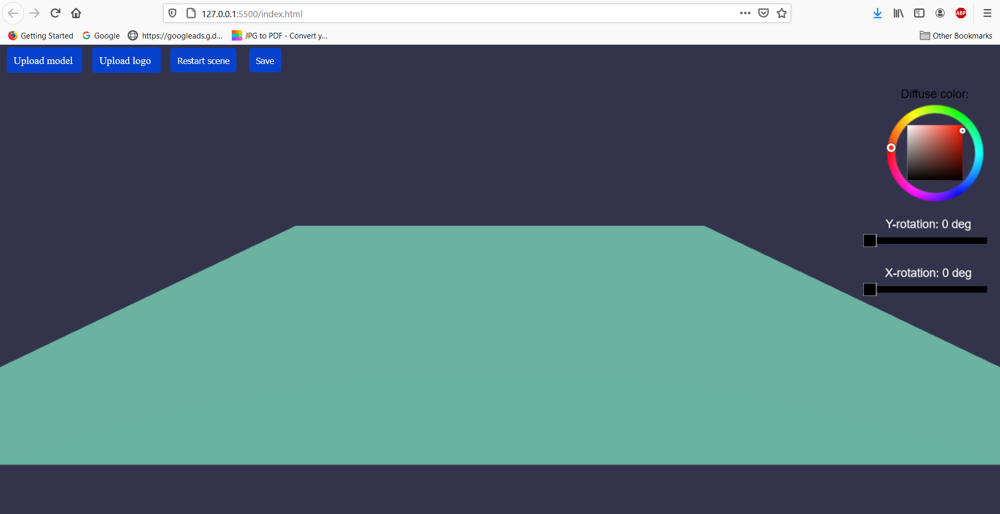 127.0.0.1:5500/index.html
ABP
Getting Started
Google
https://googleads.g.d...
JPG to PDF - Convert y...
Other Bookmarks
Upload model
Upload logo
Restart scene
Save
Diffuse color:
Y-rotation: 0 deg
X-rotation: 0 deg